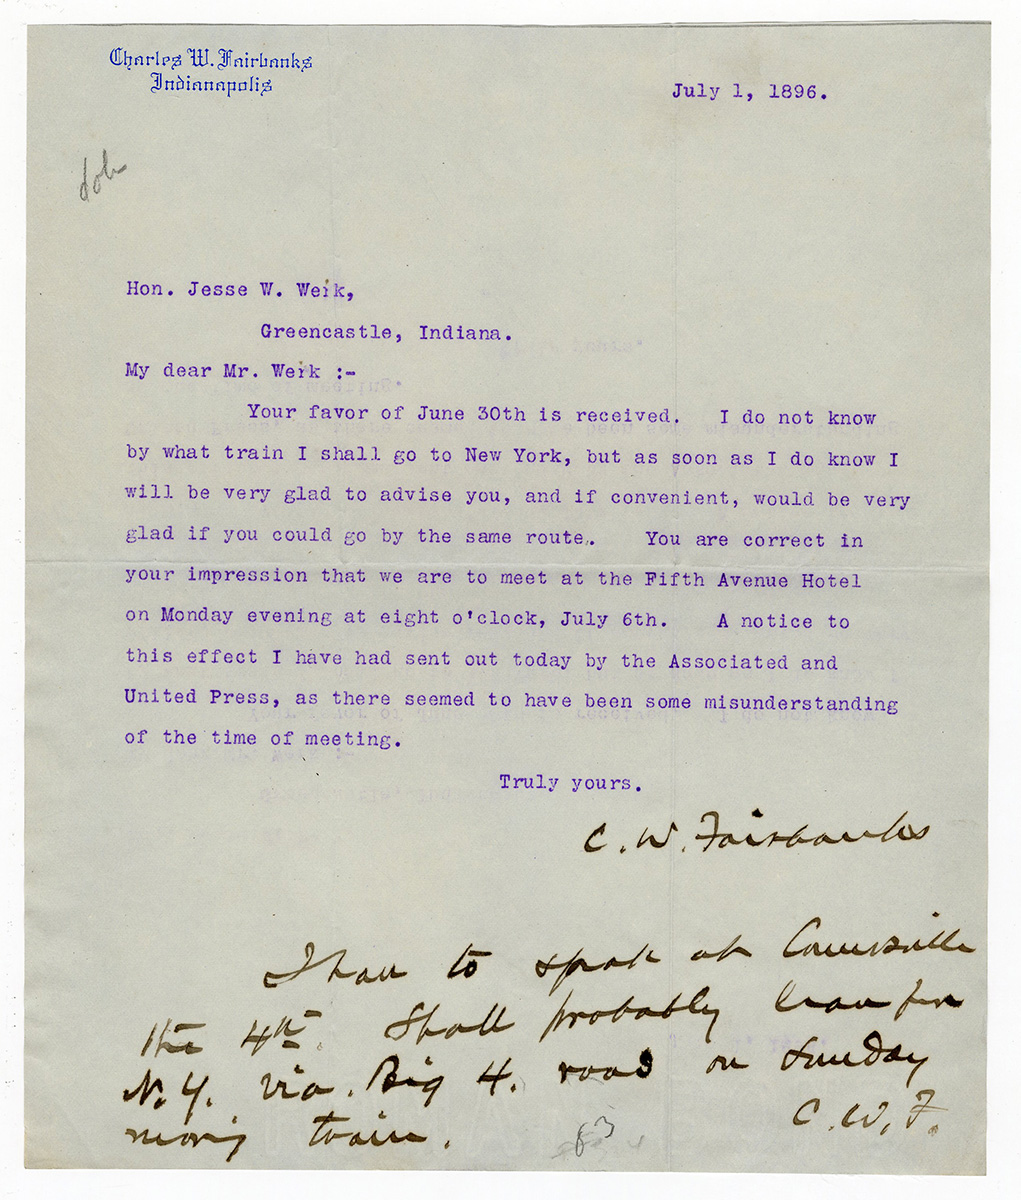 Charles W. Fairbanks
Indianapolis
July 1, 1896.
Hon. Jesse W. Weik,
Greencastle, Indiana.
My dear Mr. Weik :-
Your favor of June 30th is received. I do not know
by what train I shall go to New York, but as soon as I do know I
will be very glad to advise you, and if convenient, would be very
glad if you could go by the same route. You are correct in
your impression that we are to meet at the Fifth Avenue Hotel
on Monday evening at eight o'clock, July 6th. A notice to
this effect I have had sent out today by the Associated and
United Press, as there seemed to have been some misunderstanding
of the time of meeting.
Truly yours.
C. W. Fairbanks
I have to speak at Connersville
the 4th. Shall probably leave for
N. Y. via. Big 4. road on Sunday
morning train. C. W. F.
83